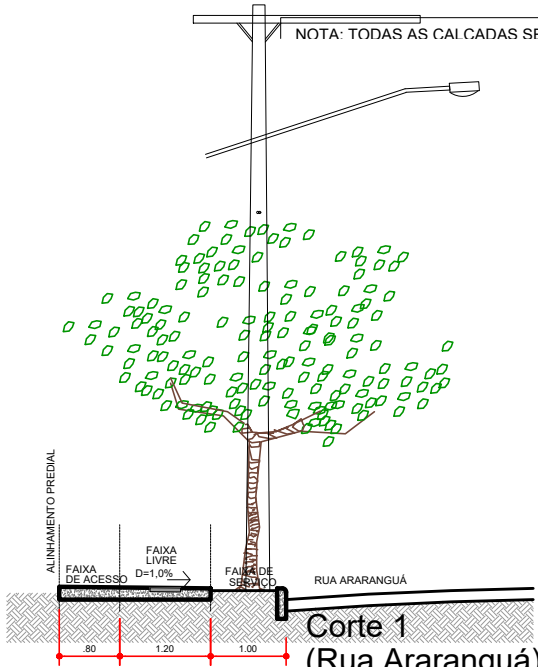 NOTA: TODAS AS CALCADAS SE
ALINHAMENTO PREDIAL
FAIXA
DE ACESSO
FAIXA
LIVRE
D=1,0%
FAIXA DE
SERVIÇO
RUA ARARANGUÁ
.80
1.20
1.00
Corte 1
(Rua Araranguá)